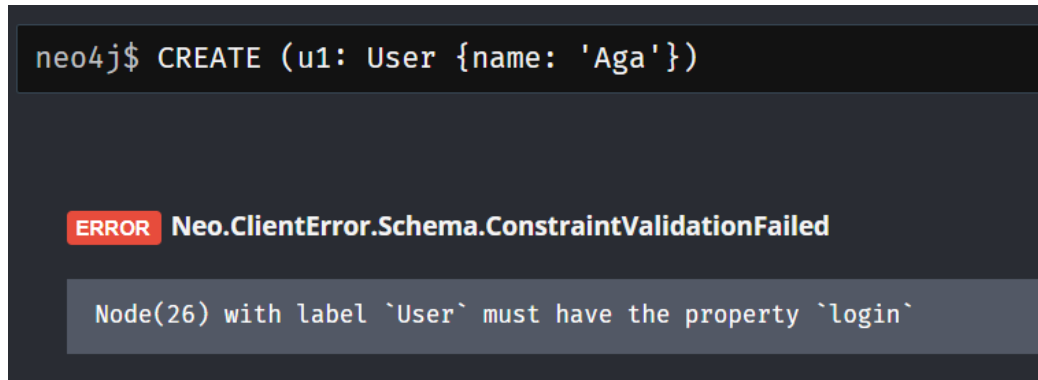 neo4j$ CREATE (u1: User {name: 'Aga'})
ERROR Neo.ClientError.Schema.ConstraintValidationFailed
Node(26) with label `User` must have the property `login`